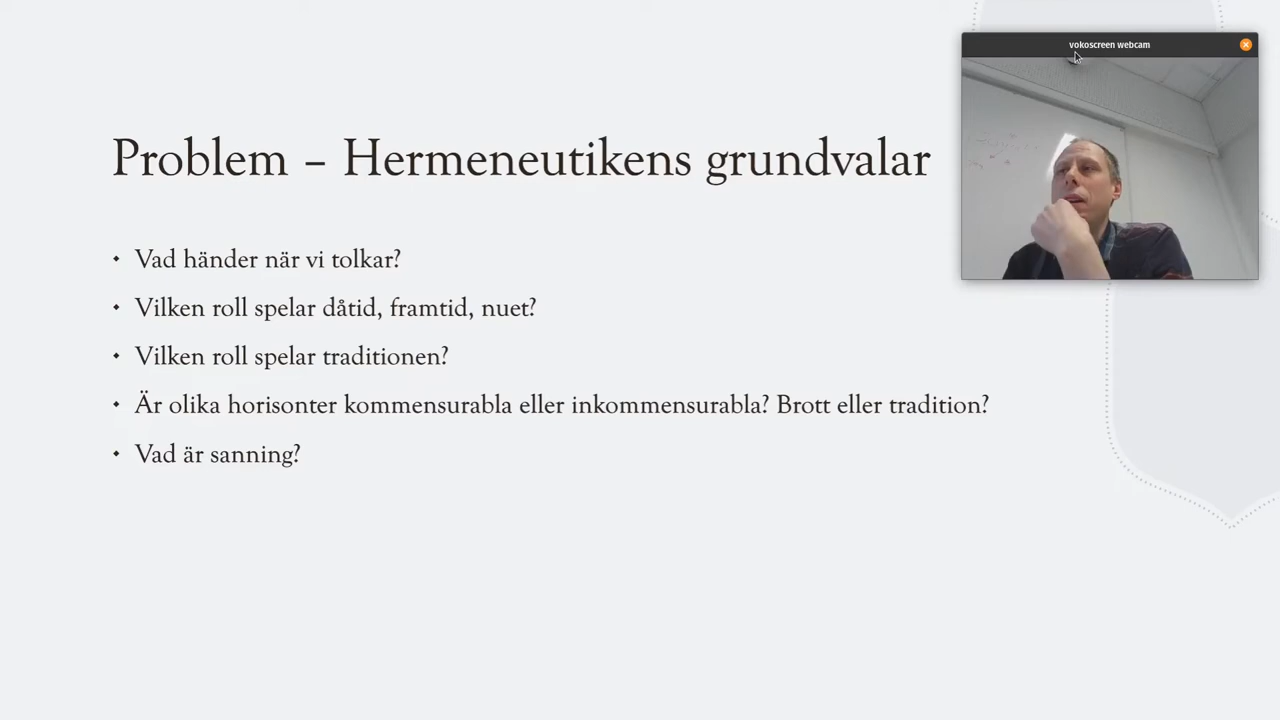 vokoscreen webcam
Problem – Hermeneutikens grundvalar
Vad händer när vi tolkar?
Vilken roll spelar dåtid, framtid, nuet?
Vilken roll spelar traditionen?
Är olika horisonter kommensurabla eller inkommensurabla? Brott eller tradition?
Vad är sanning?